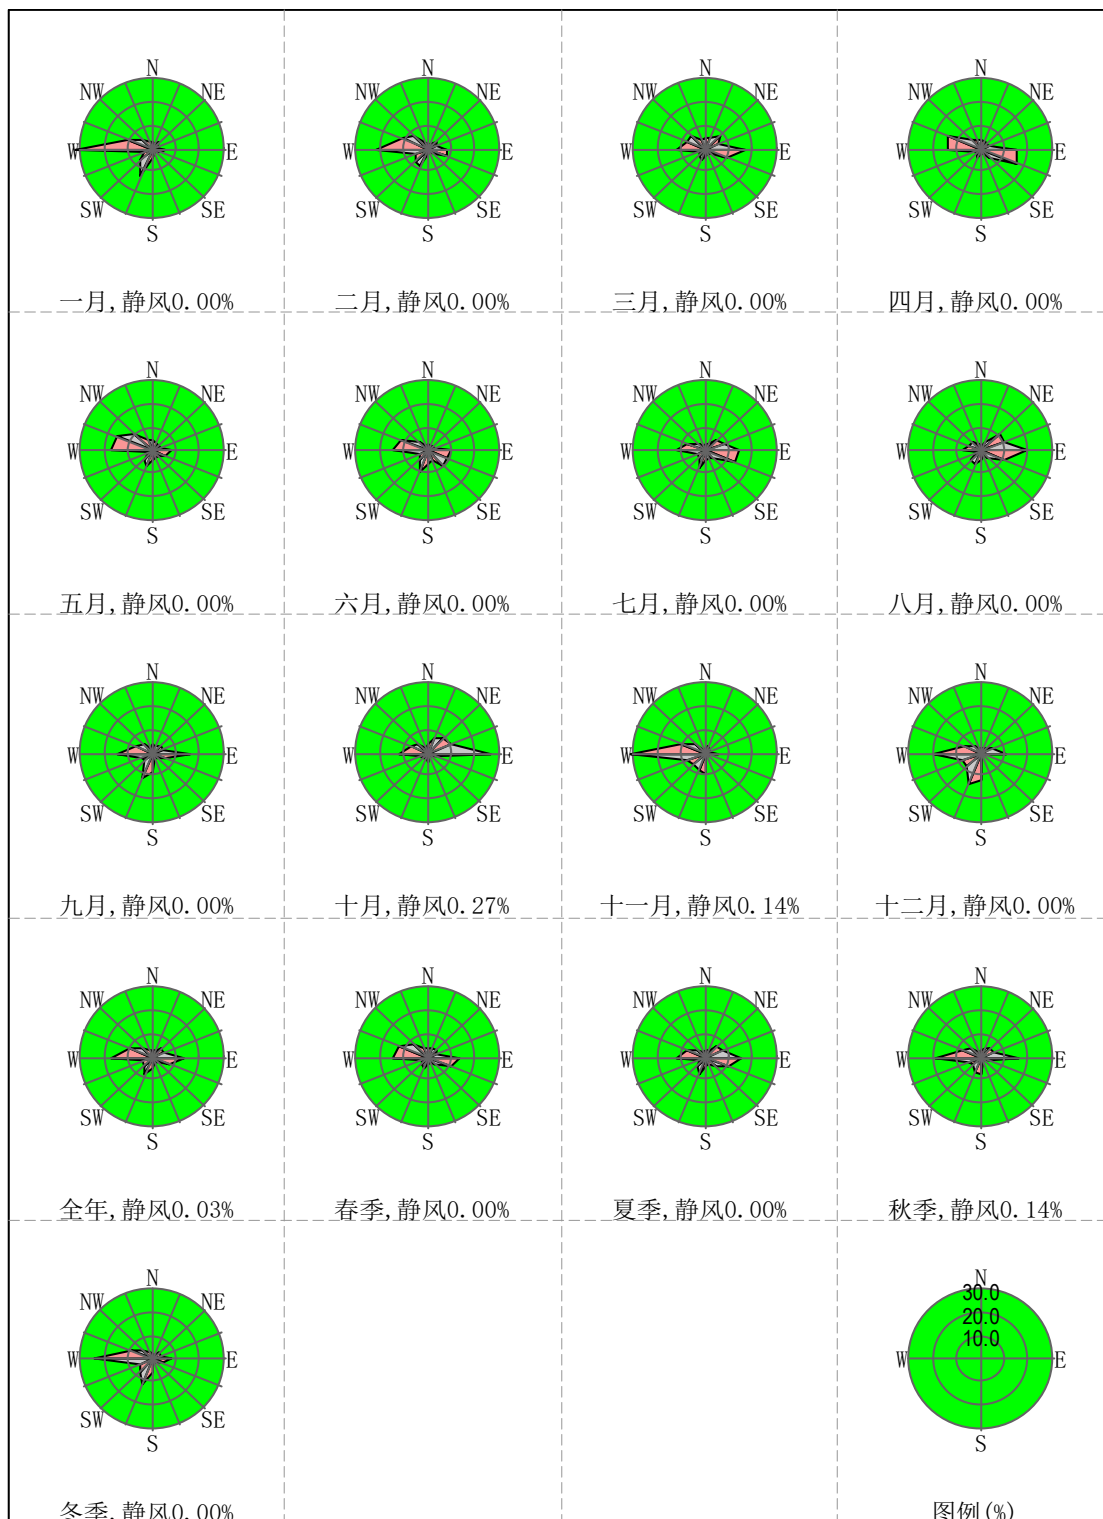 N N N N
NW NE NW NE NW NE NW NE
W E W E W E W E
SW SE SW SE SW SE SW SE
S S S S
一月,静风0.00% 二月,静风0.00% 三月,静风0.00% 四月,静风0.00%
N N N N
NW NE NW NE NW NE NW NE
W E W E W E W E
SW SE SW SE SW SE SW SE
S S S S
五月,静风0.00% 六月,静风0.00% 七月,静风0.00% 八月,静风0.00%
N N N N
NW NE NW NE NW NE NW NE
W E W E W E W E
SW SE SW SE SW SE SW SE
S S S S
九月,静风0.00% 十月,静风0.27% 十一月,静风0.14% 十二月,静风0.00%
N N N N
NW NE NW NE NW NE NW NE
W E W E W E W E
SW SE SW SE SW SE SW SE
S S S S
全年,静风0.03% 春季,静风0.00% 夏季,静风0.00% 秋季,静风0.14%
N N
30.0
NW NE
20.0
10.0
W E W E
SW SE
S S
冬季,静风0.00% 图例(%)